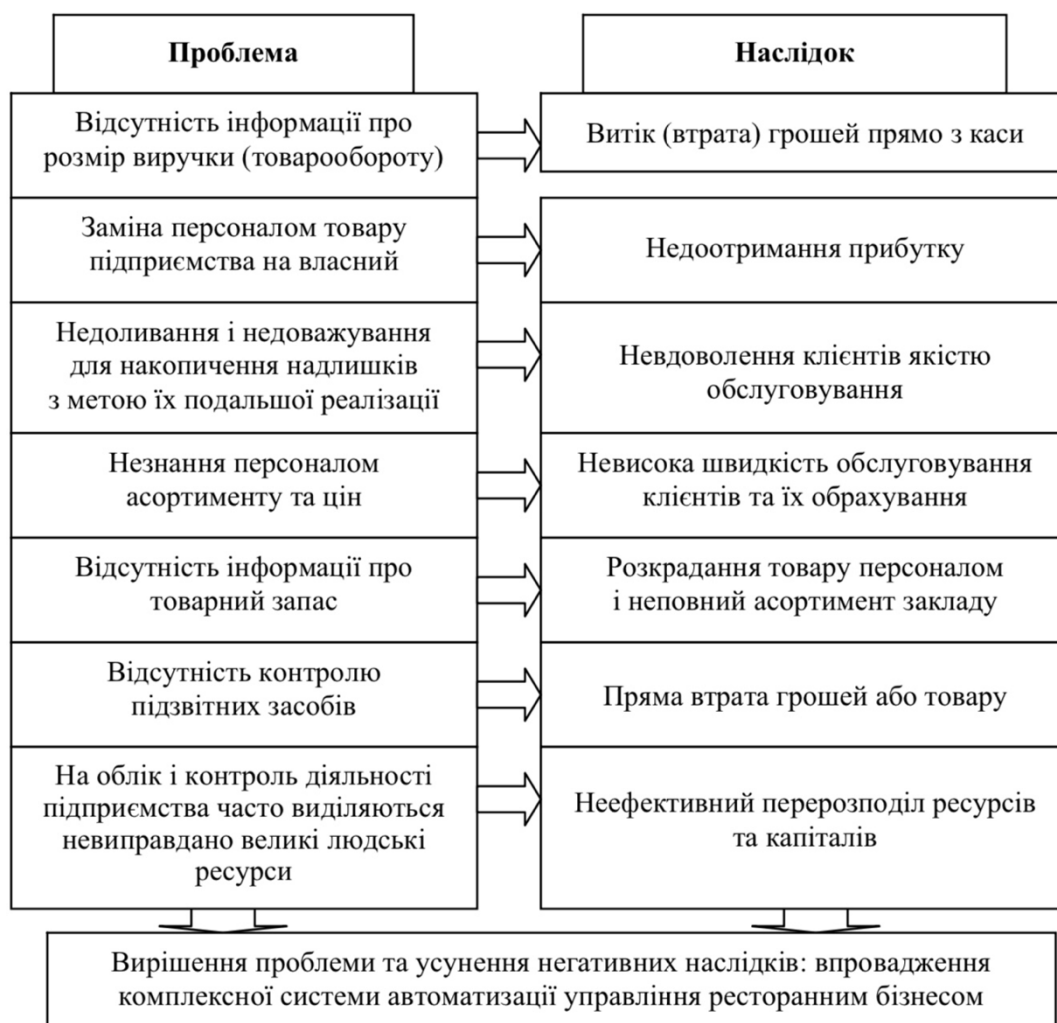 Проблема
Наслідок
Відсутність інформації про
розмір виручки (товарообороту)
Витік (втрата) грошей прямо з каси
Заміна персоналом товару
підприємства на власний
Недоотримання прибутку
Недоливання і недоважування
для накопичення надлишків
з метою їх подальшої реалізації
Невдоволення клієнтів якістю
обслуговування
Незнання персоналом
асортименту та цін
Невисока швидкість обслуговування
клієнтів та їх обрахування
Відсутність інформації про
товарний запас
Розкрадання товару персоналом
і неповний асортимент закладу
Відсутність контролю
підзвітних засобів
Пряма втрата грошей або товару
На облік і контроль діяльності
підприємства часто виділяються
невиправдано великі людські
ресурси
Неефективний перерозподіл ресурсів
та капіталів
Вирішення проблеми та усунення негативних наслідків: впровадження
комплексної системи автоматизації управління ресторанним бізнесом